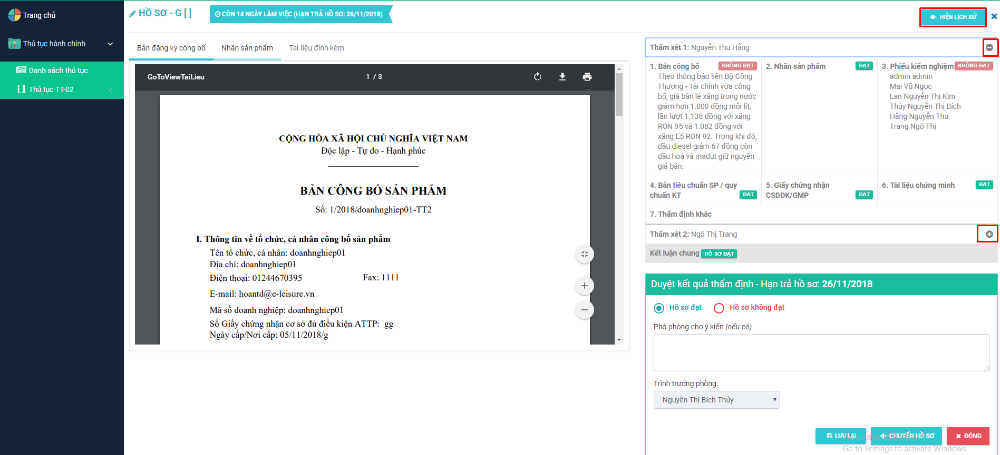 Trang chủ
Thủ tục hành chính
Danh sách thủ tục
Thủ tục TT-02
HỒ SƠ - G [ ]
CÒN 14 NGÀY LÀM VIỆC (HẠN TRẢ HỒ SƠ: 26/11/2018)
HIỆN LỊCH SỬ
Bản đăng ký công bố
Nhãn sản phẩm
Tài liệu đính kèm
GoToViewTaiLieu
1 / 3
CỘNG HÒA XÃ HỘI CHỦ NGHĨA VIỆT NAM
Độc lập - Tự do - Hạnh phúc
BẢN CÔNG BỐ SẢN PHẨM
Số: 1/2018/doanhnghiep01-TT2
I. Thông tin về tổ chức, cá nhân công bố sản phẩm
Tên tổ chức, cá nhân: doanhnghiep01
Địa chỉ: doanhnghiep01
Điện thoại: 01244670395 Fax: 1111
E-mail: hoantd@e-leisure.vn
Mã số doanh nghiệp: doanhnghiep01
Số Giấy chứng nhận cơ sở đủ điều kiện ATTP: gg
Ngày cấp/Nơi cấp: 05/11/2018/g
Thẩm xét 1: Nguyễn Thu Hằng
1. Bản công bố KHÔNG ĐẠT
Theo thông báo liên Bộ Công
Thương - Tài chính vừa công
bố, giá bán lẻ xăng trong nước
giảm hơn 1.000 đồng mỗi lít,
lần lượt 1.138 đồng với xăng
RON 95 và 1.082 đồng với
xăng E5 RON 92. Trong khi đó,
dầu diesel giảm 67 đồng còn
dầu hoả và madut giữ nguyên
giá bán.
2. Nhãn sản phẩm ĐẠT
3. Phiếu kiểm nghiệm KHÔNG ĐẠT
admin admin
Mai Vũ Ngọc
Lan Nguyễn Thị Kim
Thủy Nguyễn Thị Bích
Hằng Nguyễn Thu
Trang Ngô Thị
4. Bản tiêu chuẩn SP / quy
chuẩn KT ĐẠT
5. Giấy chứng nhận
CSĐĐK/GMP ĐẠT
6. Tài liệu chứng minh ĐẠT
7. Thẩm định khác
Thẩm xét 2: Ngô Thị Trang
Kết luận chung HỒ SƠ ĐẠT
Duyệt kết quả thẩm định - Hạn trả hồ sơ: 26/11/2018
Hồ sơ đạt
Hồ sơ không đạt
Phó phòng cho ý kiến (nếu có)
Trình trưởng phòng:
Nguyễn Thị Bích Thủy
LƯU LẠI
CHUYỂN HỒ SƠ
ĐÓNG
Activate Windows
Go to Settings to activate Windows.